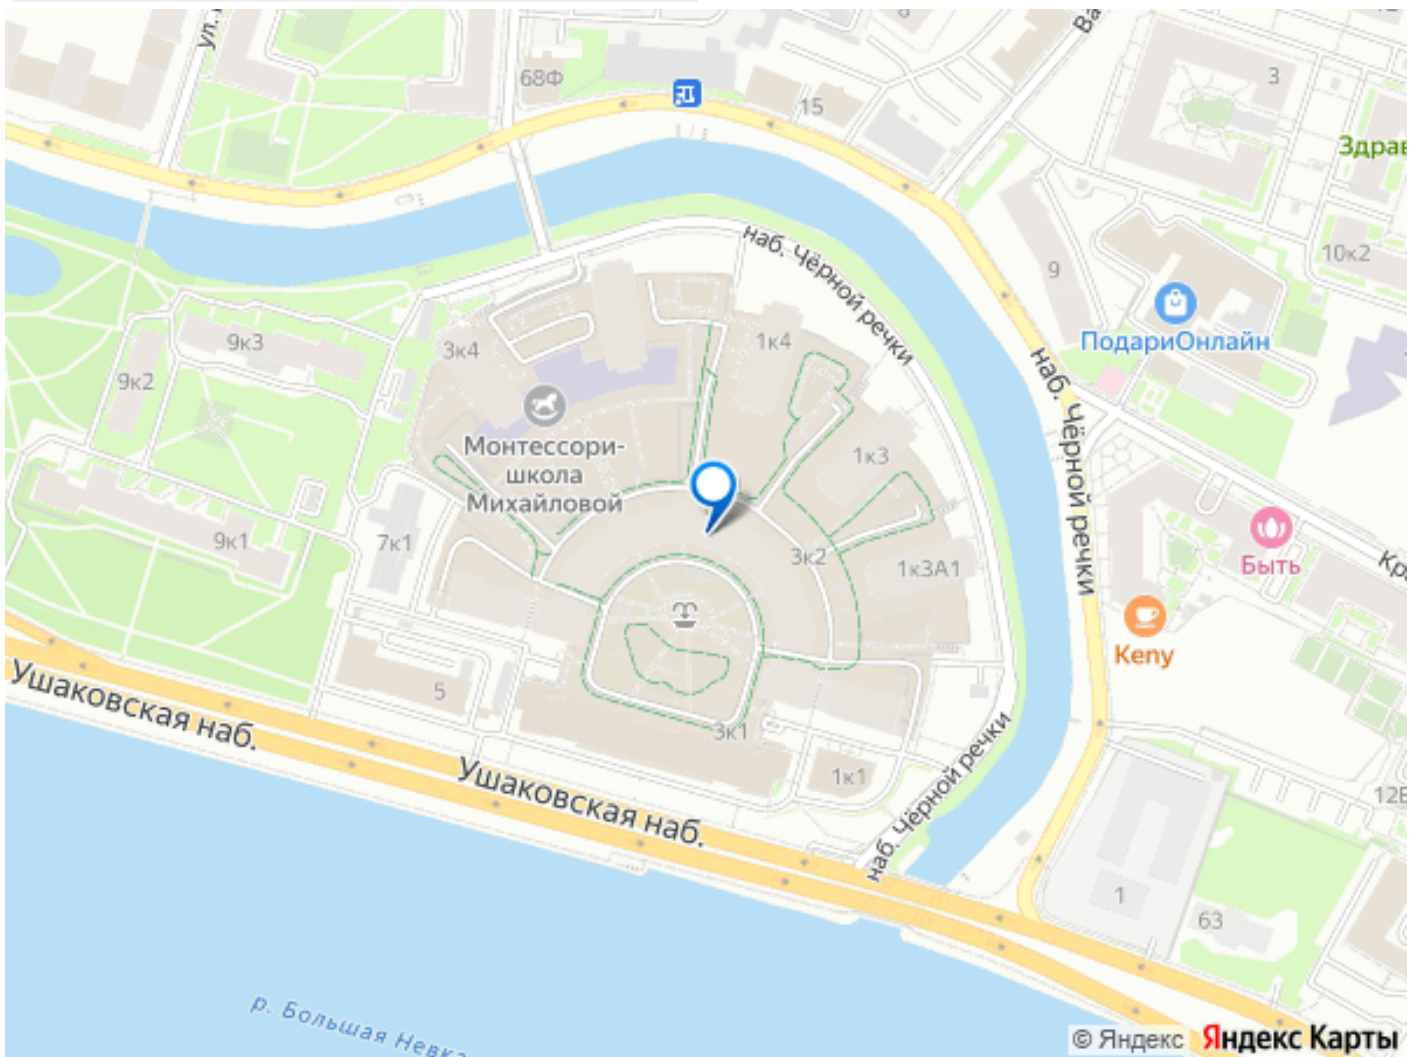 ул.
68Ф
15
3
Здрав
10к2
9
наб. Чёрной речки
ПодариОнлайн
9к3
9к2
3к4
1к4
Монтессори-
школа
Михайловой
1к3
наб. Чёрной речки
9к1
7к1
3к2
1к3А1
Быть
Keny
5
3к1
1к1
Ушаковская наб.
Ушаковская наб.
наб. Чёрной речки
1
63
р. Большая Невка
© Яндекс Яндекс Карты